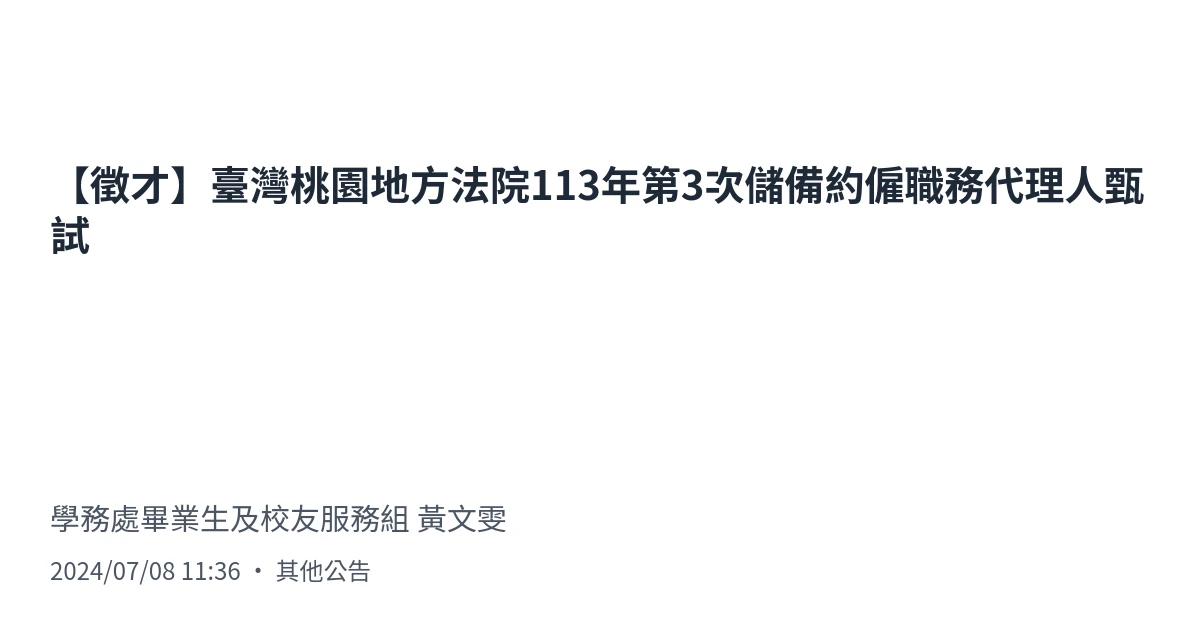 【徵才】臺灣桃園地方法院113年第3次儲備約僱職務代理人甄
試
學務處畢業生及校友服務組 黃文雯
2024/07/08 11:36 • 其他公告